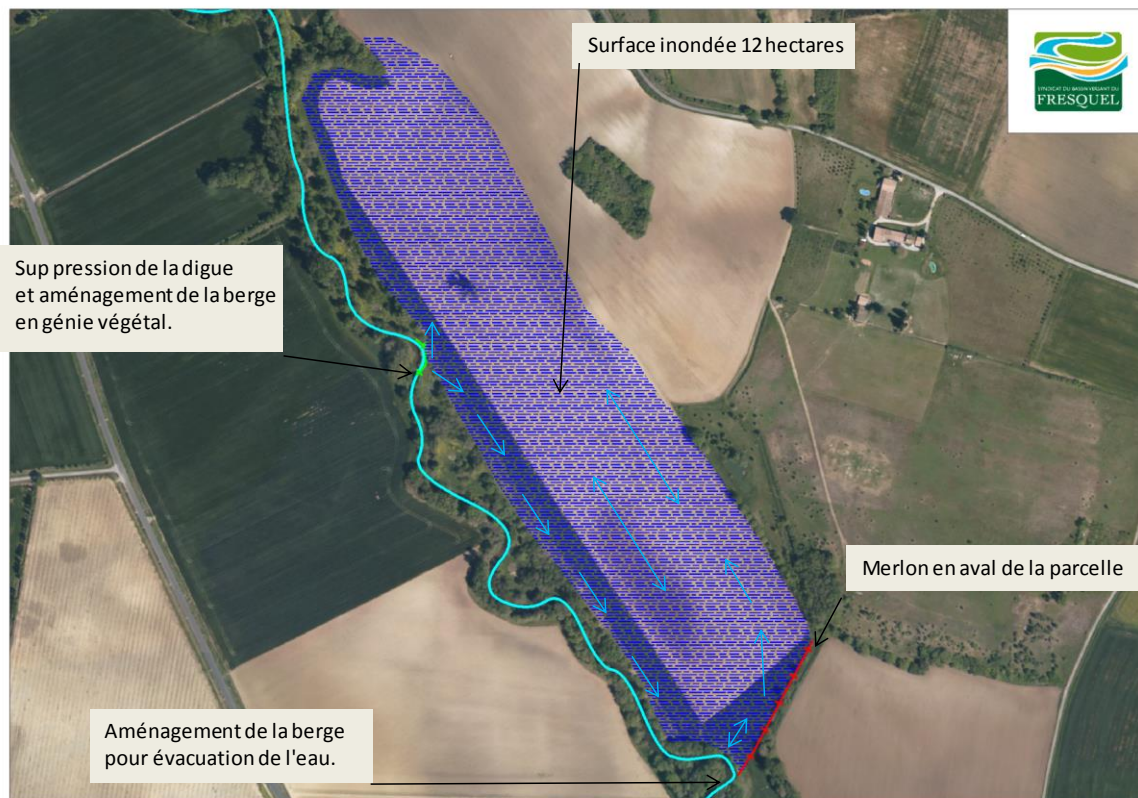 Surface inondée 12 hectares
SYNDICAT DU BASSIN VERSANT DU
FRESQUEL
Sup pression de la digue
et aménagement de la berge
en génie végétal.
Merlon en aval de la parcelle
Aménagement de la berge
pour évacuation de l'eau.